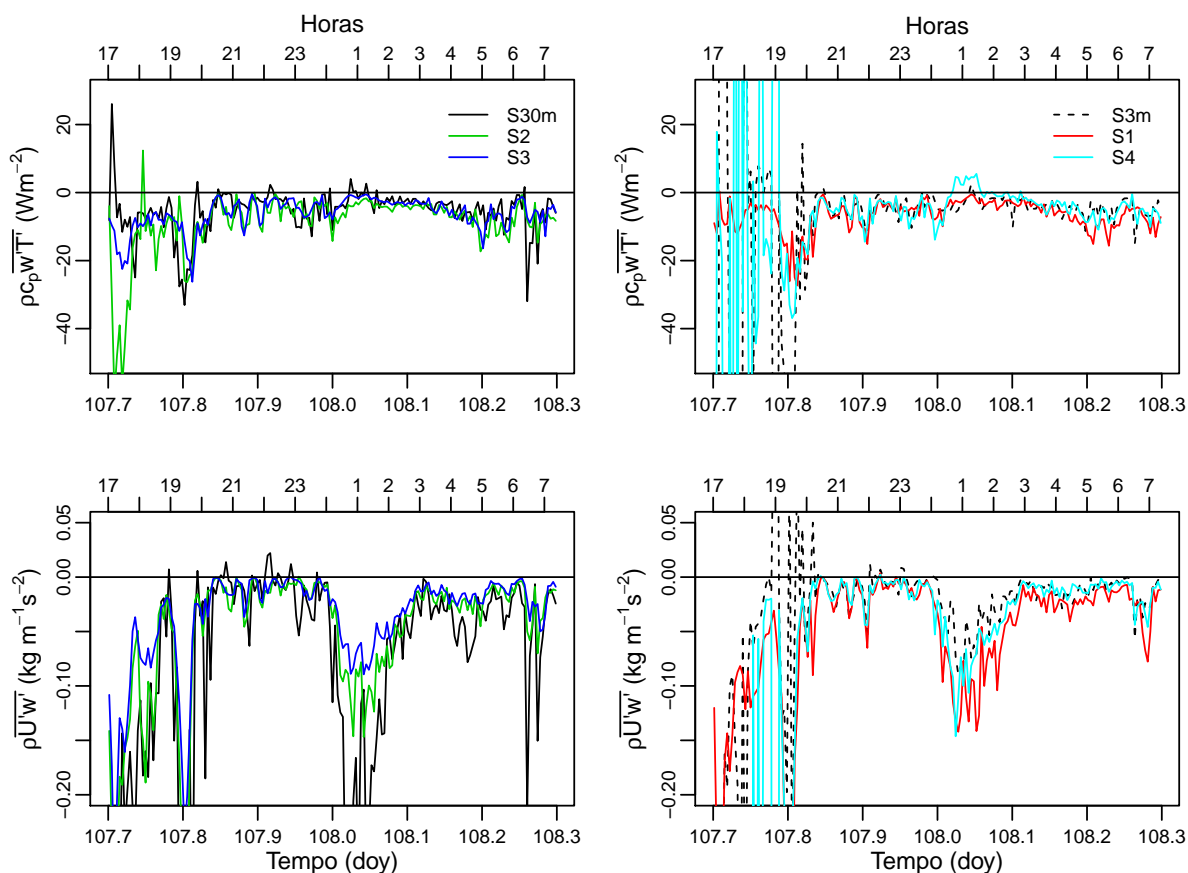 Horas
17 19 21 23 1 2 3 4 5 6 7
20
0
−20
−40
ρcpw'T' (Wm−2)
S30m
S2
S3
107.7 107.8 107.9 108.0 108.1 108.2 108.3
Horas
17 19 21 23 1 2 3 4 5 6 7
20
0
−20
−40
ρcpw'T' (Wm−2)
S3m
S1
S4
107.7 107.8 107.9 108.0 108.1 108.2 108.3
17 19 21 23 1 2 3 4 5 6 7
0.05
0.00
−0.10
−0.20
ρU'w' (kg m−1s−2)
107.7 107.8 107.9 108.0 108.1 108.2 108.3
Tempo (doy)
17 19 21 23 1 2 3 4 5 6 7
0.05
0.00
−0.10
−0.20
ρU'w' (kg m−1s−2)
107.7 107.8 107.9 108.0 108.1 108.2 108.3
Tempo (doy)